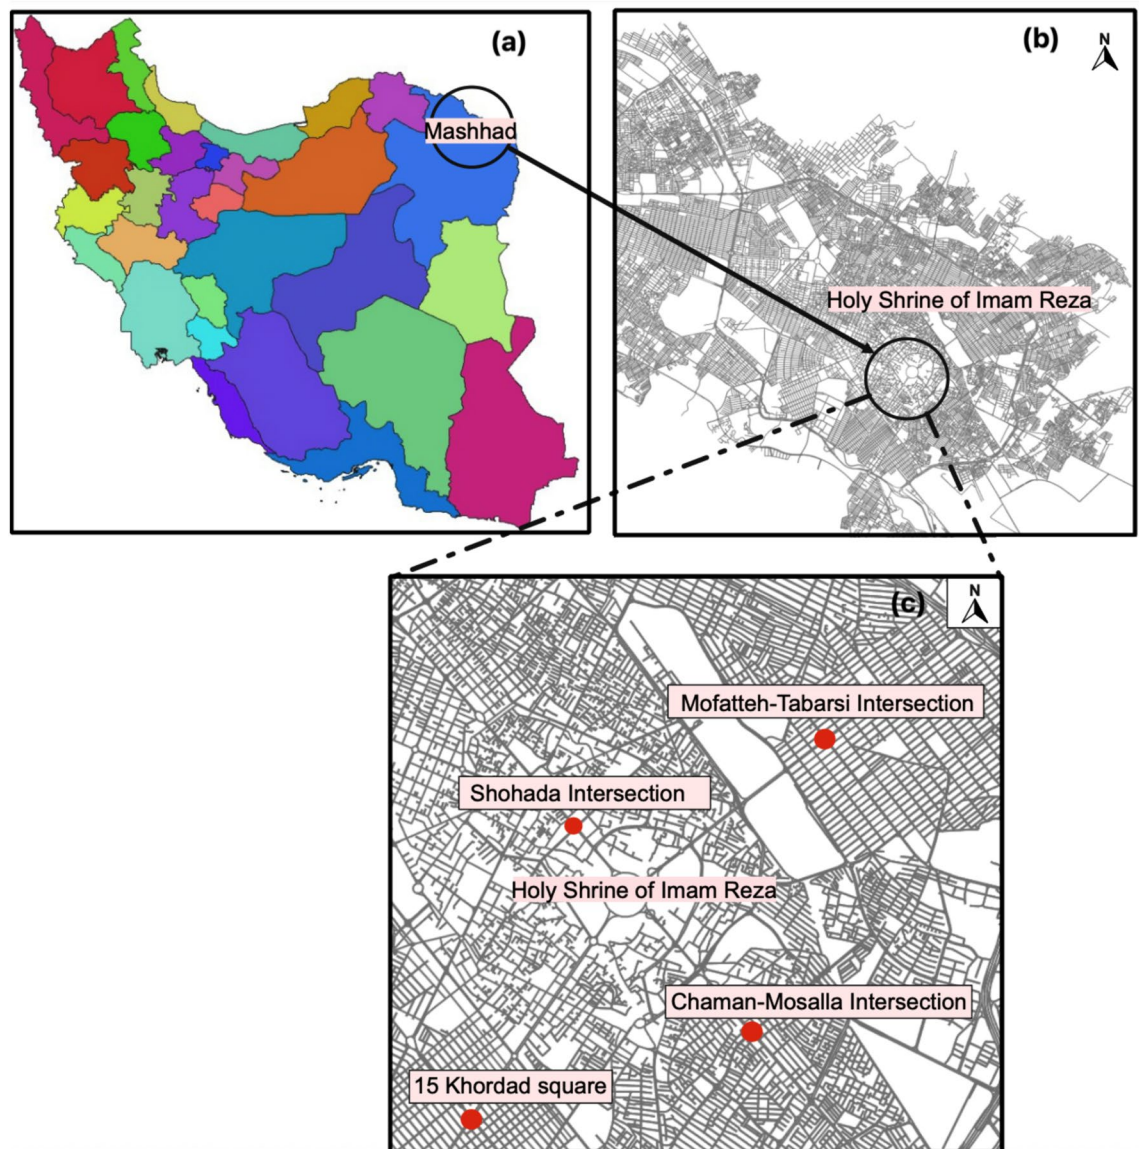 (a)
Mashhad
(b)
N
Holy Shrine of Imam Reza
(c)
N
Mofatteh-Tabarsi Intersection
Shohada Intersection
Holy Shrine of Imam Reza
Chaman-Mosalla Intersection
15 Khordad square